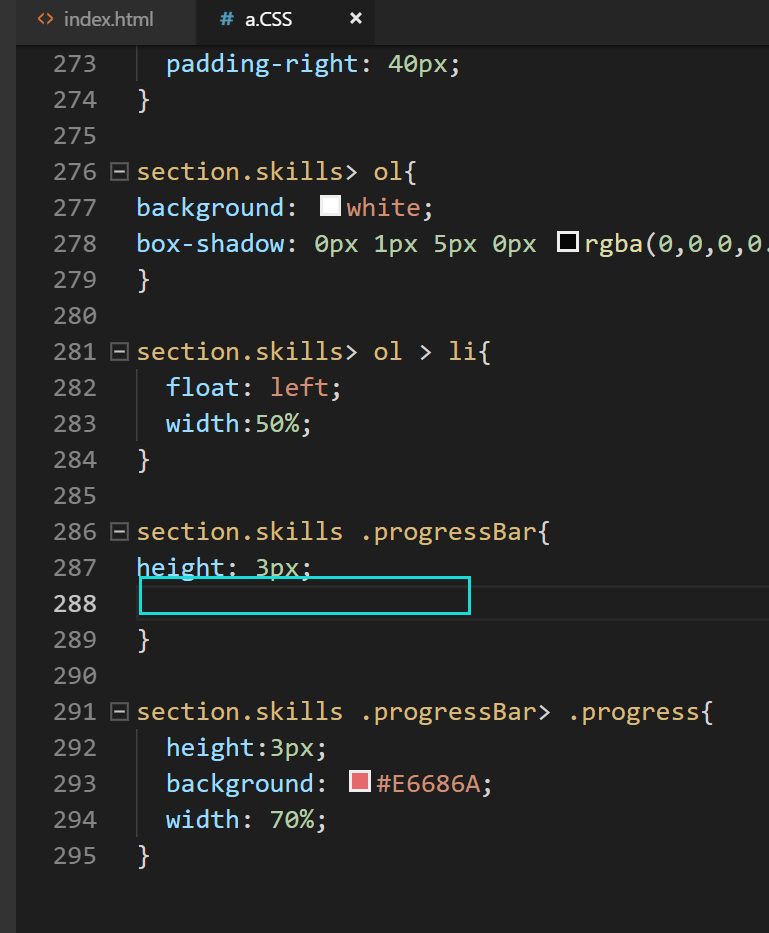 <> index.html # a.CSS ×
273 padding-right: 40px;
274 }
275
276 section.skills> ol{
277 background: white;
278 box-shadow: 0px 1px 5px 0px rgba(0,0,0,0.
279 }
280
281 section.skills> ol > li{
282 float: left;
283 width:50%;
284 }
285
286 section.skills .progressBar{
287 height: 3px;
288
289 }
290
291 section.skills .progressBar> .progress{
292 height:3px;
293 background: #E6686A;
294 width: 70%;
295 }